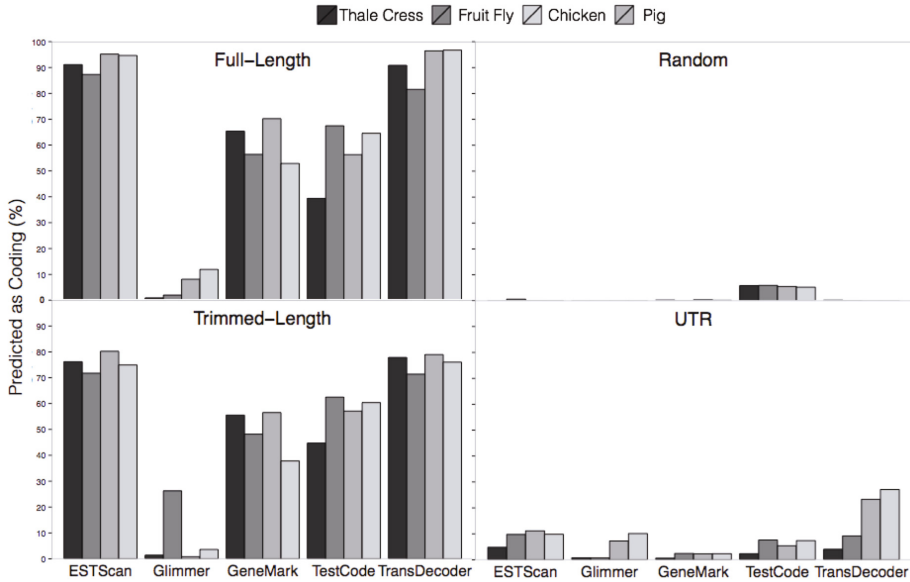 Thale Cress Fruit Fly Chicken Pig
Predicted as Coding (%)
Full–Length
100
90
80
70
60
50
40
30
20
10
0
Random
Trimmed–Length
90
80
70
60
50
40
30
20
10
0
ESTScan Glimmer GeneMark TestCode TransDecoder
UTR
ESTScan Glimmer GeneMark TestCode TransDecoder